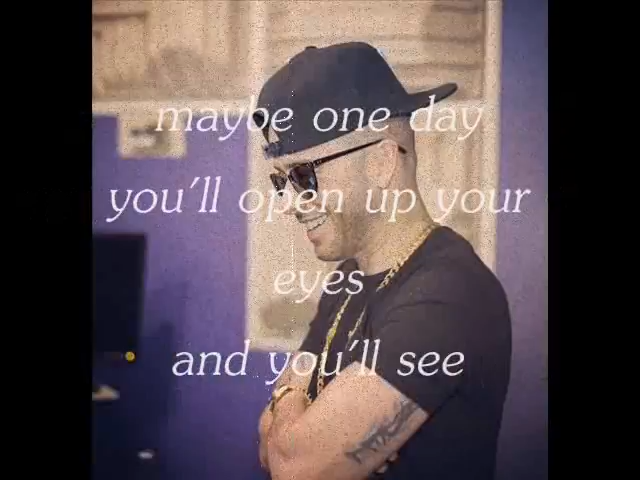 maybe one day
you'll open up your
eyes
and you'll see